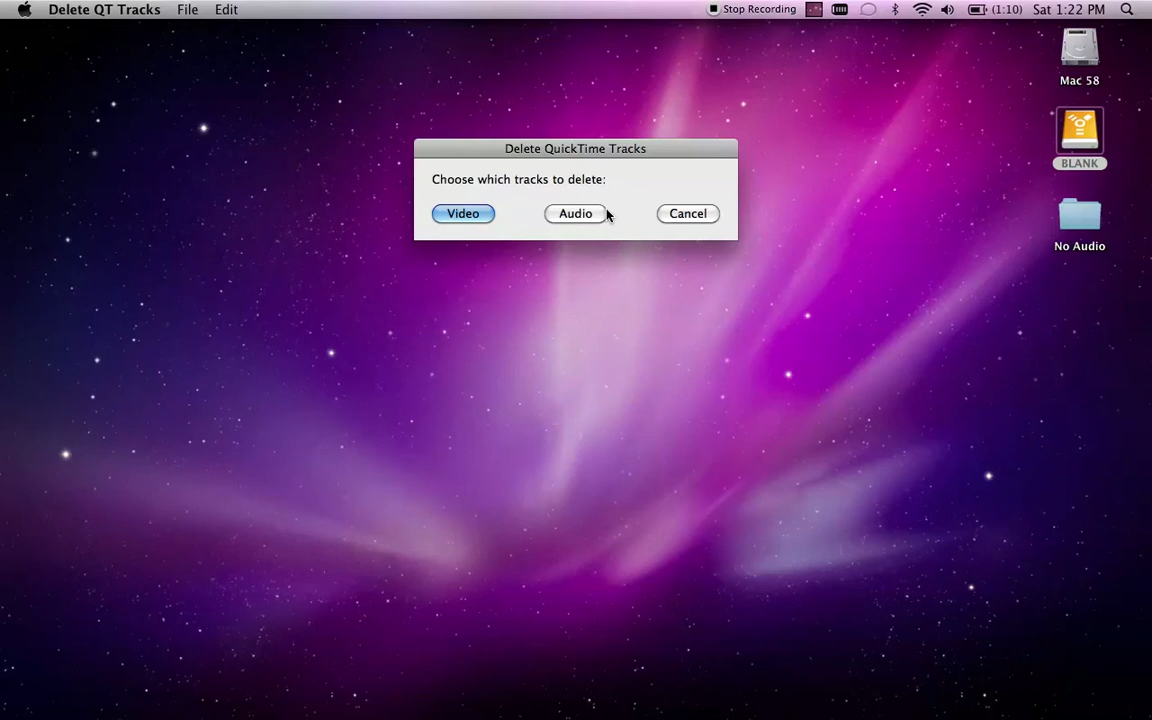 Delete QT Tracks File Edit Stop Recording (1:10) Sat 1:22 PM
Mac 58
Delete QuickTime Tracks
Choose which tracks to delete:
Video Audio Cancel
BLANK
No Audio